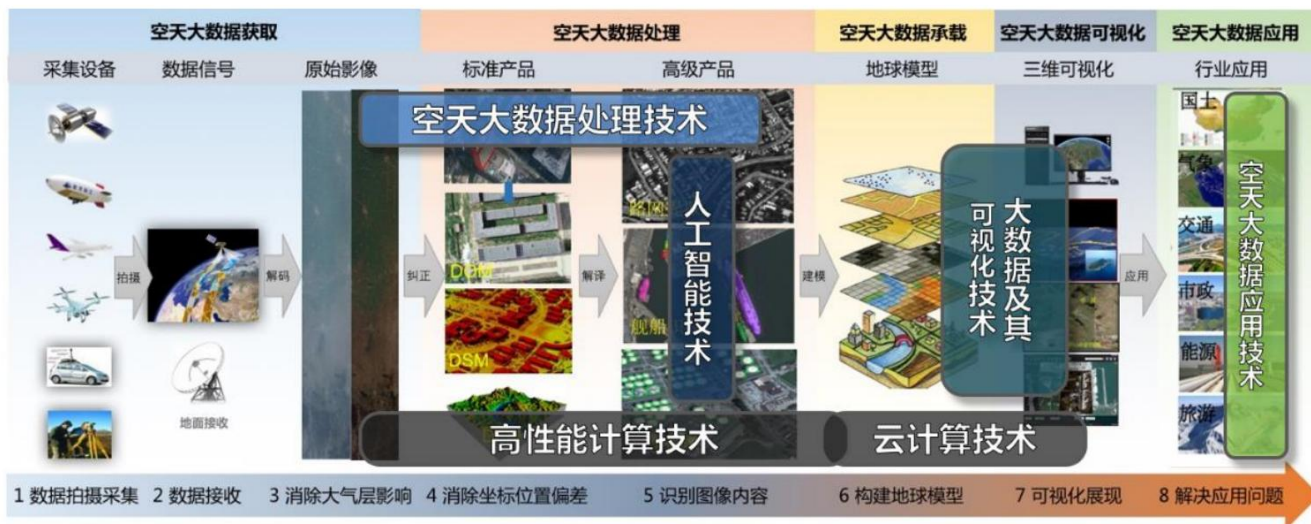 空天大数据获取
空天大数据处理
空天大数据承载
空天大数据可视化
空天大数据应用
采集设备
数据信号
原始影像
标准产品
高级产品
地球模型
三维可视化
行业应用
空天大数据处理技术
人工智能技术
大数据及其
可视化技术
空天大数据应用技术
国土
气象
交通
市政
能源
旅游
拍摄
解码
纠正
解译
建模
应用
DOM
DSM
舰船
地面接收
高性能计算技术
云计算技术
1 数据拍摄采集
2 数据接收
3 消除大气层影响
4 消除坐标位置偏差
5 识别图像内容
6 构建地球模型
7 可视化展现
8 解决应用问题